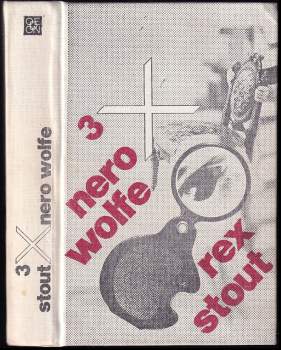 3
stout X nero wolfe
3 X
nero
wolfe
rex
stout